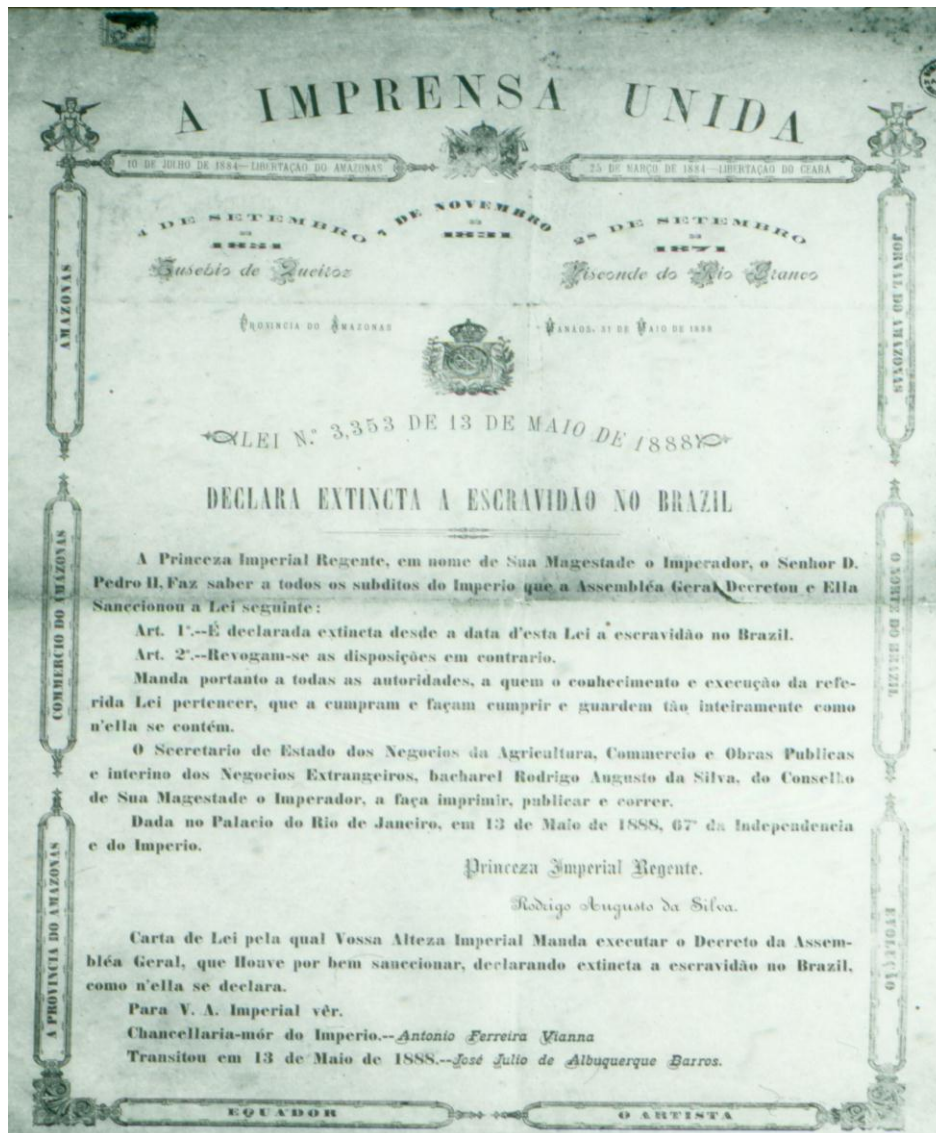 A IMPRENSA UNIDA
10 DE JULHO DE 1884—LIBERTAÇÃO DO AMAZONAS
25 DE MARÇO DE 1884—LIBERTAÇÃO DO CEARÁ
4 DE SETEMBRO
DE
1851
Eusebio de Queiroz
7 DE NOVEMBRO
DE
1831
28 DE SETEMBRO
DE
1871
Visconde do Rio Branco
PROVINCIA DO AMAZONAS
MANÁOS, 31 DE MAIO DE 1888
LEI N.º 3,353 DE 13 DE MAIO DE 1888
DECLARA EXTINCTA A ESCRAVIDÃO NO BRAZIL
A Princeza Imperial Regente, em nome de Sua Magestade o Imperador, o Senhor D.
Pedro II, Faz saber a todos os subditos do Imperio que a Assembléa Geral Decretou e Ella
Sanccionou a Lei seguinte:
Art. 1º.--É declarada extincta desde a data d'esta Lei a escravidão no Brazil.
Art. 2º.--Revogam-se as disposições em contrario.
Manda portanto a todas as autoridades, a quem o conhecimento e execução da refe-
rida Lei pertencer, que a cumpram e façam cumprir e guardem tão inteiramente como
n'ella se contém.
O Secretario de Estado dos Negocios da Agricultura, Commercio e Obras Publicas
e interino dos Negocios Extrangeiros, bacharel Rodrigo Augusto da Silva, do Conselho
de Sua Magestade o Imperador, a faça imprimir, publicar e correr.
Dada no Palacio do Rio de Janeiro, em 13 de Maio de 1888, 67º da Independencia
e do Imperio.
Princeza Imperial Regente.
Rodrigo Augusto da Silva.
Carta de Lei pela qual Vossa Alteza Imperial Manda executar o Decreto da Assem-
bléa Geral, que Houve por bem sanccionar, declarando extincta a escravidão no Brazil,
como n'ella se declara.
Para V. A. Imperial vêr.
Chancellaria-mór do Imperio.--Antonio Ferreira Vianna
Transitou em 13 de Maio de 1888.--José Julio de Albuquerque Barros.
AMAZONAS
COMMERCIO DO AMAZONAS
A PROVINCIA DO AMAZONAS
JORNAL DO AMAZONAS
O NORTE DO BRAZIL
EVOLUÇÃO
EQUADOR
O ARTISTA